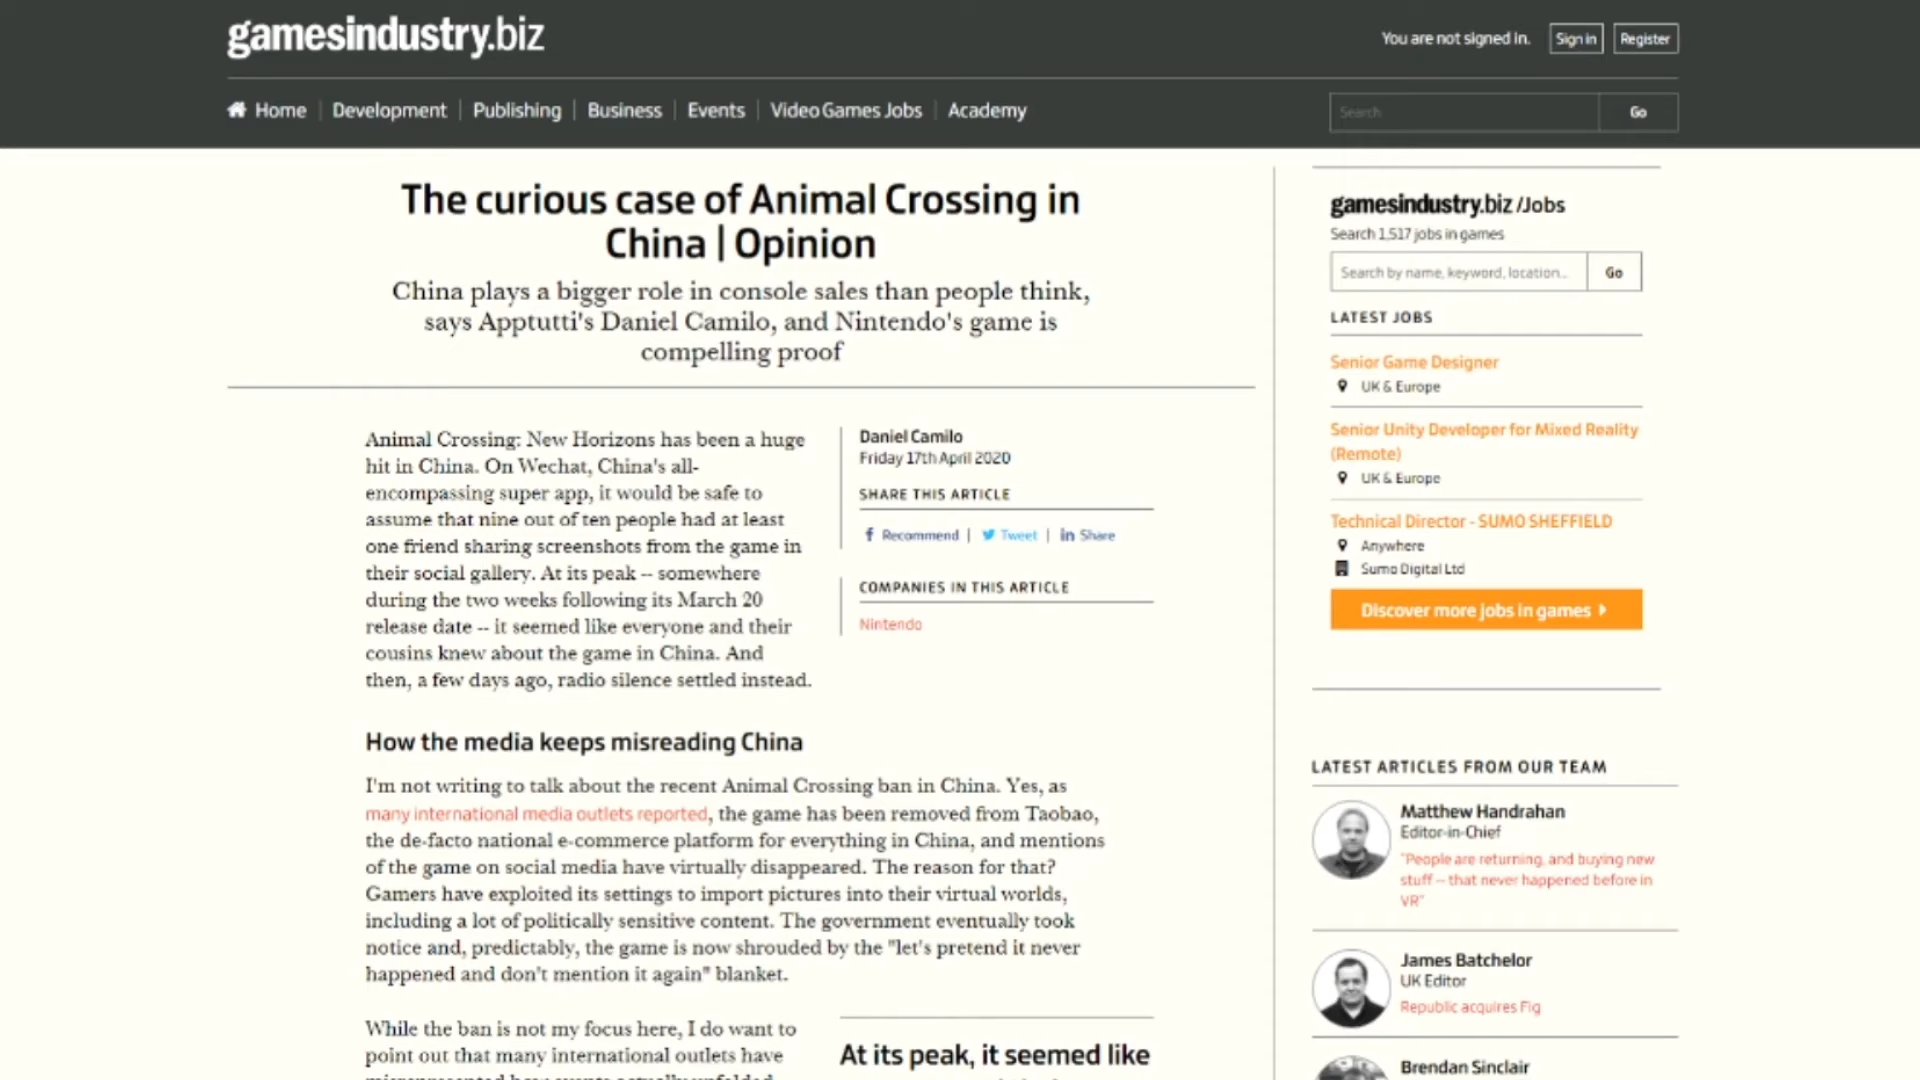 gamesindustry.biz
You are not signed in.
Sign in
Register
Home
Development
Publishing
Business
Events
Video Games Jobs
Academy
Search
Go
The curious case of Animal Crossing in
China | Opinion
China plays a bigger role in console sales than people think,
says Apptutti's Daniel Camilo, and Nintendo's game is
compelling proof
Animal Crossing: New Horizons has been a huge
hit in China. On Wechat, China's all-
encompassing super app, it would be safe to
assume that nine out of ten people had at least
one friend sharing screenshots from the game in
their social gallery. At its peak -- somewhere
during the two weeks following its March 20
release date -- it seemed like everyone and their
cousins knew about the game in China. And
then, a few days ago, radio silence settled instead.
Daniel Camilo
Friday 17th April 2020
SHARE THIS ARTICLE
Recommend | Tweet | Share
COMPANIES IN THIS ARTICLE
Nintendo
How the media keeps misreading China
I'm not writing to talk about the recent Animal Crossing ban in China. Yes, as
many international media outlets reported, the game has been removed from Taobao,
the de-facto national e-commerce platform for everything in China, and mentions
of the game on social media have virtually disappeared. The reason for that?
Gamers have exploited its settings to import pictures into their virtual worlds,
including a lot of politically sensitive content. The government eventually took
notice and, predictably, the game is now shrouded by the "let's pretend it never
happened and don't mention it again" blanket.
While the ban is not my focus here, I do want to
point out that many international outlets have
At its peak, it seemed like
gamesindustry.biz /Jobs
Search 1,517 jobs in games
Search by name, keyword, location...
Go
LATEST JOBS
Senior Game Designer
UK & Europe
Senior Unity Developer for Mixed Reality
(Remote)
UK & Europe
Technical Director - SUMO SHEFFIELD
Anywhere
Sumo Digital Ltd
Discover more jobs in games
LATEST ARTICLES FROM OUR TEAM
Matthew Handrahan
Editor-in-Chief
"People are returning, and buying new
stuff -- that never happened before in
VR"
James Batchelor
UK Editor
Republic acquires Fig
Brendan Sinclair